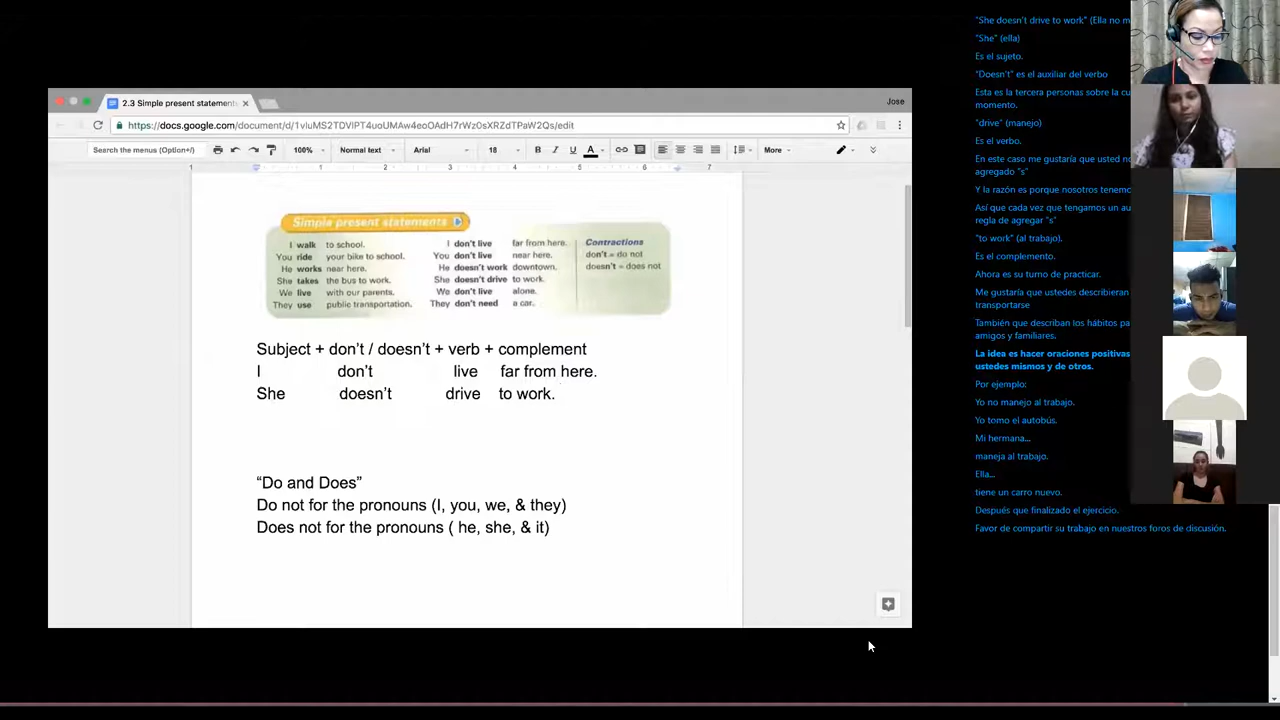 2.3 Simple present statement
Jose
https://docs.google.com/document/d/1vluMS2TDVlPT4uoUMAw4eoOAdH7rWz0sXRZdTPaW2Qs/edit
Search the menus (Option+/)
100%
Normal text
Arial
18
B I U A
More
1 1 2 3 4 5 6 7
Simple present statements
I walk to school.
You ride your bike to school.
He works near here.
She takes the bus to work.
We live with our parents.
They use public transportation.
I don't live far from here.
You don't live near here.
He doesn't work downtown.
She doesn't drive to work.
We don't live alone.
They don't need a car.
Contractions
don't = do not
doesn't = does not
Subject + don't / doesn't + verb + complement
I don't live far from here.
She doesn't drive to work.
“Do and Does”
Do not for the pronouns (I, you, we, & they)
Does not for the pronouns ( he, she, & it)
“She doesn't drive to work” (Ella no m
“She” (ella)
Es el sujeto.
“Doesn't” es el auxiliar del verbo
Esta es la tercera personas sobre la cu
momento.
“drive” (manejo)
Es el verbo.
En este caso me gustaría que usted no
agregado “s”
Y la razón es porque nosotros tenemo
Así que cada vez que tengamos un au
regla de agregar “s”
“to work” (al trabajo).
Es el complemento.
Ahora es su turno de practicar.
Me gustaría que ustedes describieran
transportarse
También que describan los hábitos pa
amigos y familiares.
La idea es hacer oraciones positivas
ustedes mismos y de otros.
Por ejemplo:
Yo no manejo al trabajo.
Yo tomo el autobús.
Mi hermana...
maneja al trabajo.
Ella...
tiene un carro nuevo.
Después que finalizado el ejercicio.
Favor de compartir su trabajo en nuestros foros de discusión.